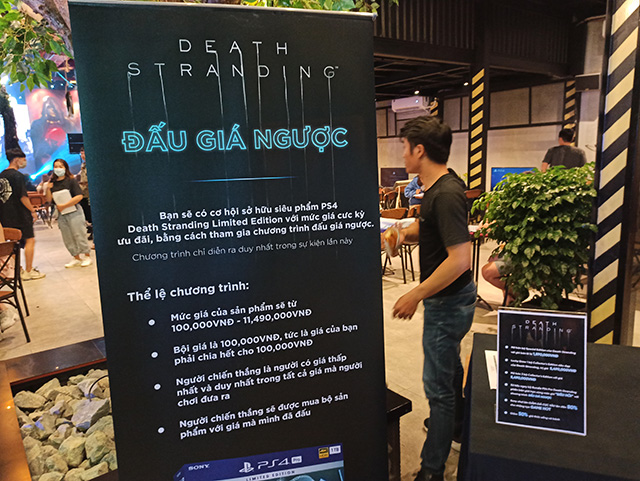 DEATH
STRANDING™
ĐẤU GIÁ NGƯỢC
Bạn sẽ có cơ hội sở hữu siêu phẩm PS4
Death Stranding Limited Edition với mức giá cực kỳ
ưu đãi, bằng cách tham gia chương trình đấu giá ngược.
Chương trình chỉ diễn ra duy nhất trong sự kiện lần này
Thể lệ chương trình:
Mức giá của sản phẩm sẽ từ
100,000VNĐ - 11,490,000VNĐ
Bội giá là 100,000VNĐ, tức là giá của bạn
phải chia hết cho 100,000VNĐ
Người chiến thắng là người có giá thấp
nhất và duy nhất trong tất cả giá mà người
chơi đưa ra
Người chiến thắng sẽ được mua bộ sản
phẩm với giá mà mình đã đấu
SONY
PS4 Pro
HDR
1TB
LIMITED EDITION
DEATH
STRANDING